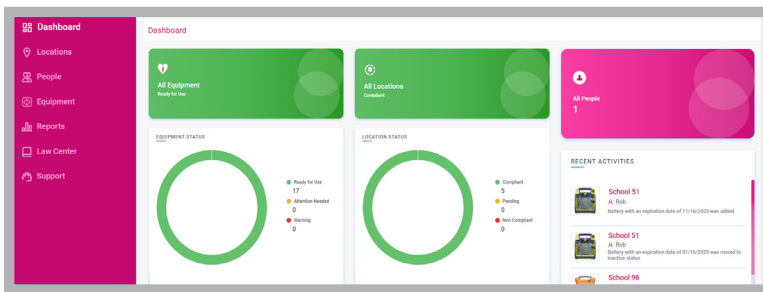 Dashboard
Locations
People
Equipment
Reports
Law Center
Support
Dashboard
All Equipment
Ready for Use
All Locations
Compliant
All People
1
EQUIPMENT STATUS
Ready for Use
17
Attention Needed
0
Warning
0
LOCATION STATUS
Compliant
5
Pending
0
Non Compliant
0
RECENT ACTIVITIES
School 51
Rob
Battery with an expiration date of 11/16/2023 was added
School 51
Rob
Battery with an expiration date of 01/16/2023 was moved to
inactive status
School 96